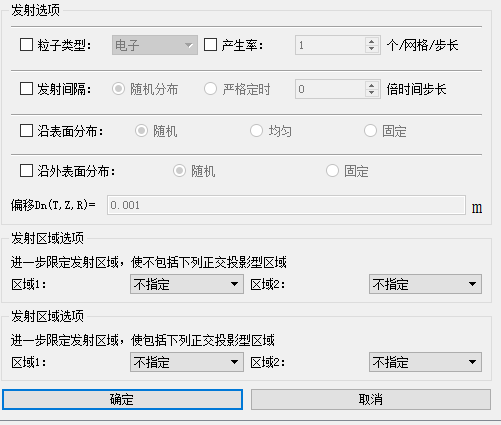 发射选项
粒子类型: 电子 产生率: 1 个/网格/步长
发射间隔: 随机分布 严格定时 0 倍时间步长
沿表面分布: 随机 均匀 固定
沿外表面分布: 随机 固定
偏移Dn(T,Z,R)= 0.001 m
发射区域选项
进一步限定发射区域，使不包括下列正交投影型区域
区域1: 不指定 区域2: 不指定
发射区域选项
进一步限定发射区域，使包括下列正交投影型区域
区域1: 不指定 区域2: 不指定
确定 取消